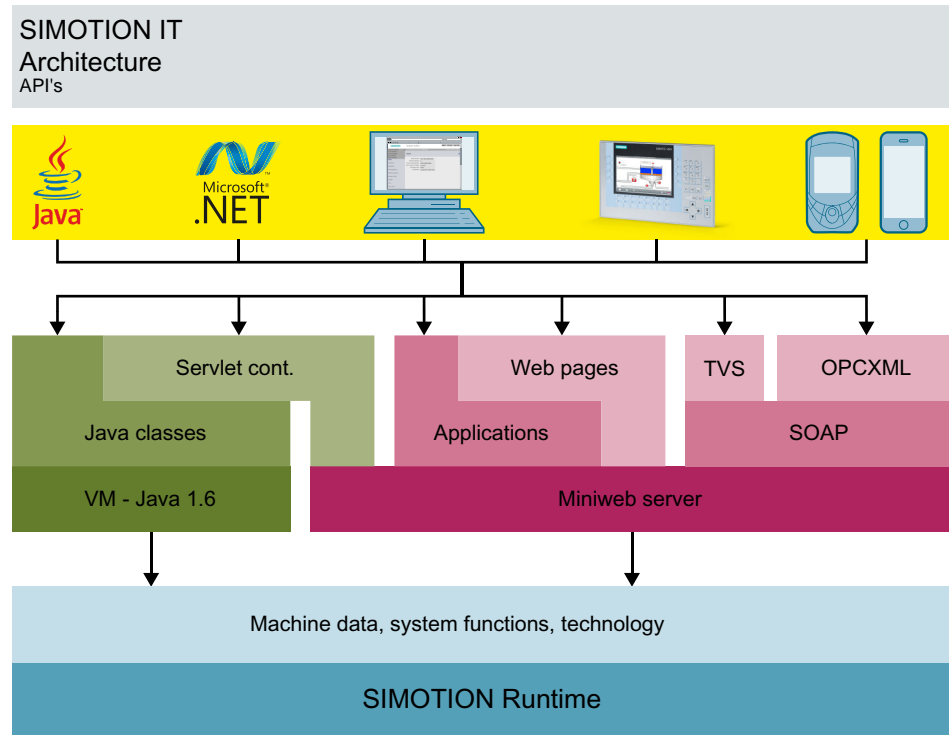 SIMOTION IT
Architecture
API's
Java
Microsoft®
.NET
Servlet cont.
Web pages
TVS
OPCXML
Java classes
Applications
SOAP
VM - Java 1.6
Miniweb server
Machine data, system functions, technology
SIMOTION Runtime